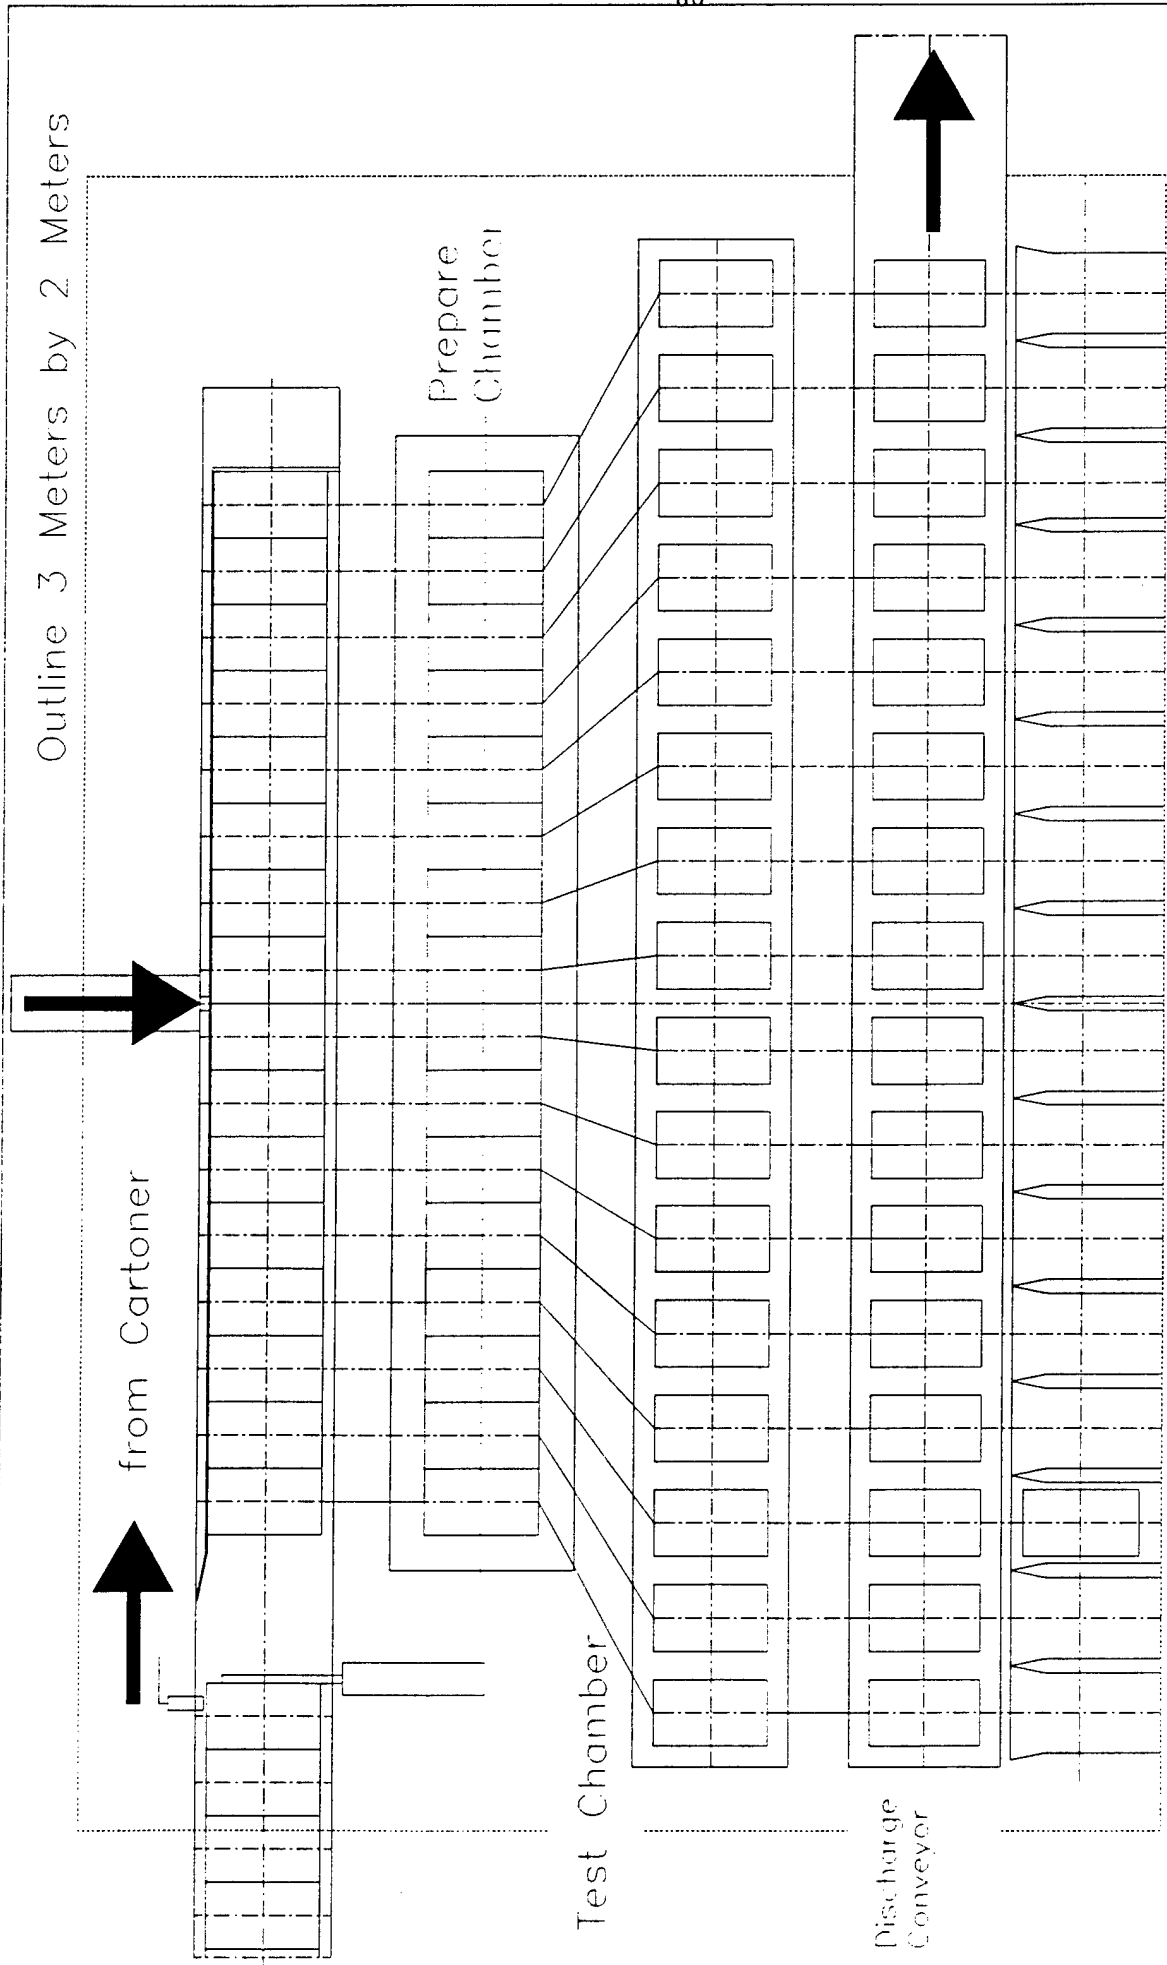 Outline 3 Meters by 2 Meters
from Cartoner
Prepare
Chamber
Test Chamber
Discharge
Conveyor